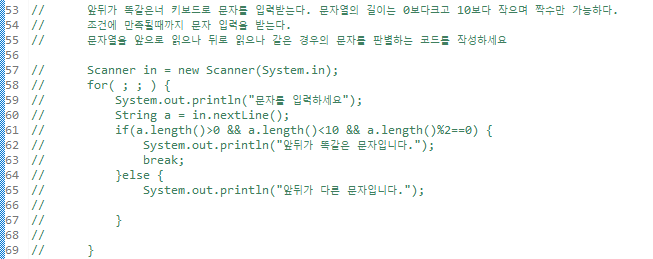 53 //      앞뒤가 똑같은너 키보드로 문자를 입력받는다. 문자열의 길이는 0보다크고 10보다 작으며 짝수만 가능하다.
54 //      조건에 만족될때까지 문자 입력을 받는다.
55 //      문자열을 앞으로 읽으나 뒤로 읽으나 같은 경우의 문자를 판별하는 코드를 작성하세요
56
57 //      Scanner in = new Scanner(System.in);
58 //      for( ; ; ) {
59 //          System.out.println("문자를 입력하세요");
60 //          String a = in.nextLine();
61 //          if(a.length()>0 && a.length()<10 && a.length()%2==0) {
62 //              System.out.println("앞뒤가 똑같은 문자입니다.");
63 //              break;
64 //          }else {
65 //              System.out.println("앞뒤가 다른 문자입니다.");
66 //
67 //          }
68 //
69 //      }